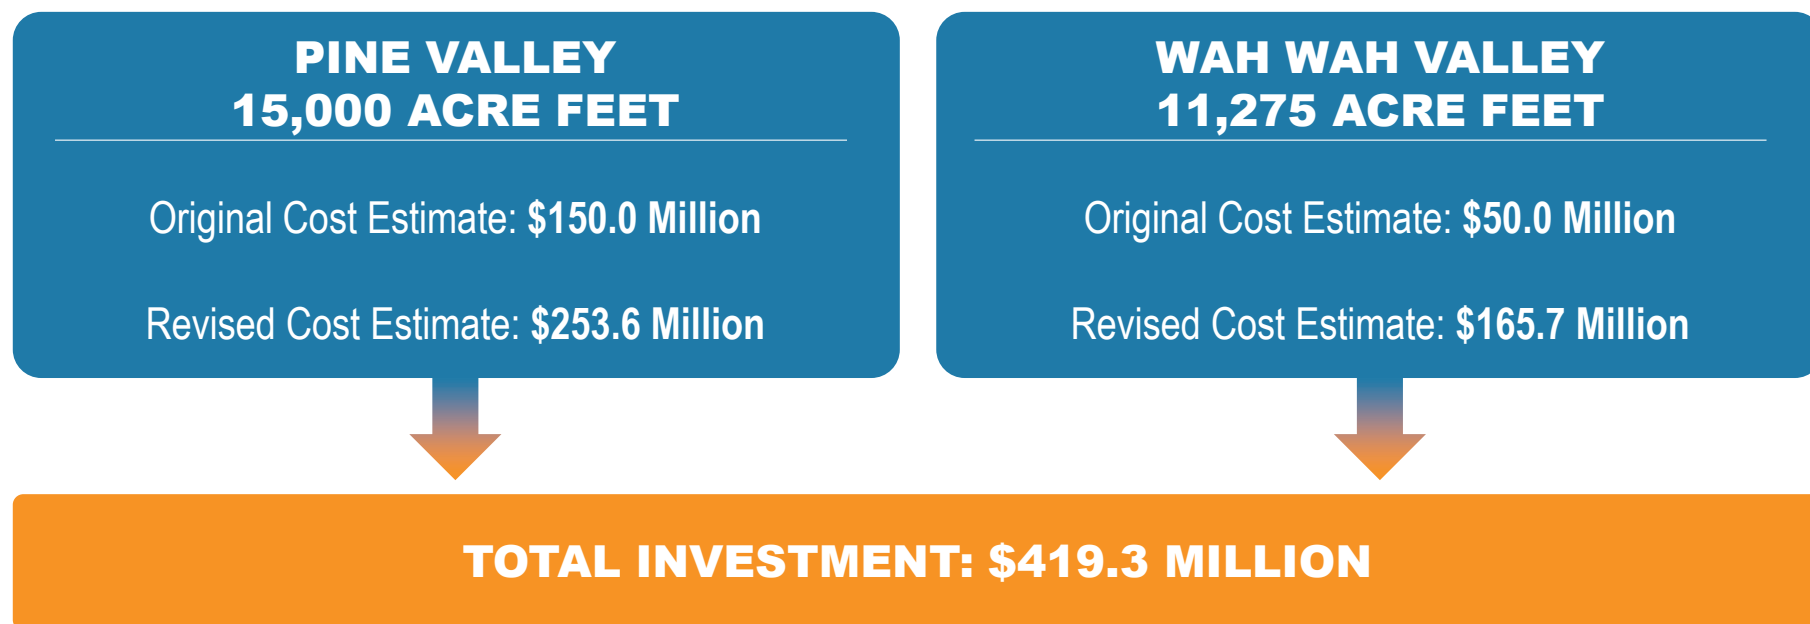 PINE VALLEY
15,000 ACRE FEET
Original Cost Estimate: $150.0 Million
Revised Cost Estimate: $253.6 Million
WAH WAH VALLEY
11,275 ACRE FEET
Original Cost Estimate: $50.0 Million
Revised Cost Estimate: $165.7 Million
TOTAL INVESTMENT: $419.3 MILLION